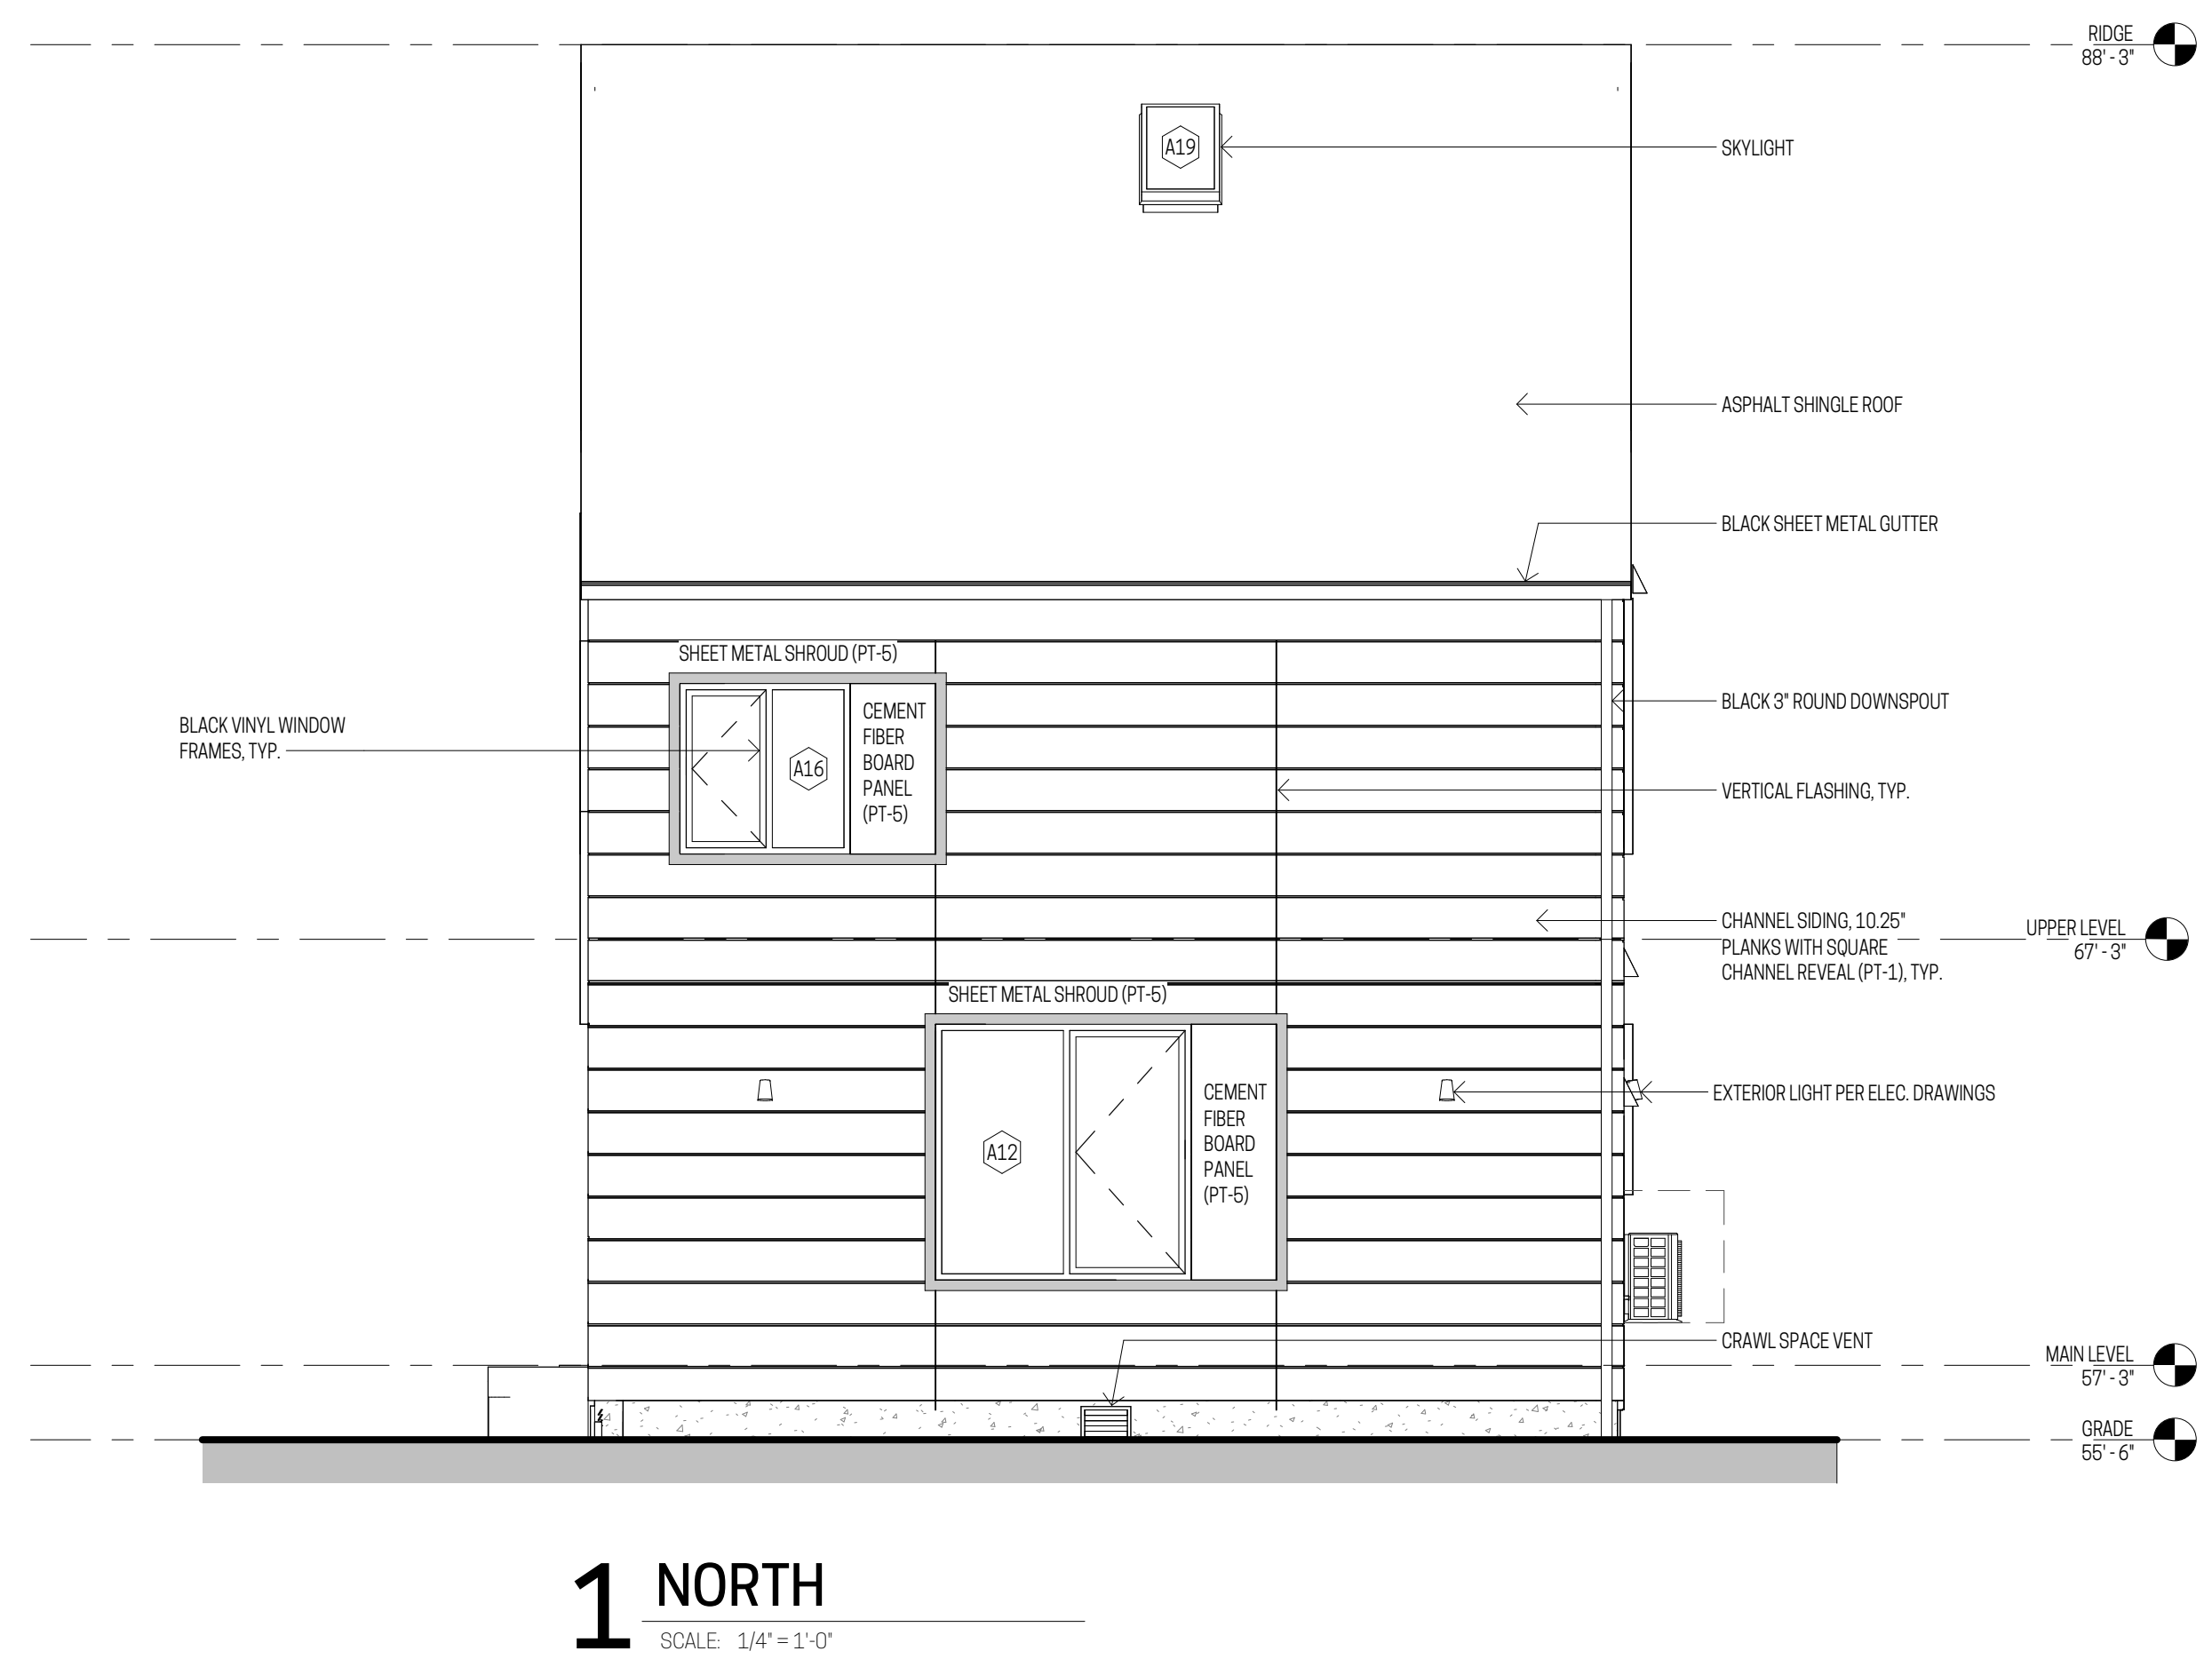 RIDGE
88' - 3"
A19
SKYLIGHT
ASPHALT SHINGLE ROOF
BLACK SHEET METAL GUTTER
SHEET METAL SHROUD (PT-5)
BLACK 3" ROUND DOWNSPOUT
BLACK VINYL WINDOW
FRAMES, TYP.
A16
CEMENT
FIBER
BOARD
PANEL
(PT-5)
VERTICAL FLASHING, TYP.
CHANNEL SIDING, 10.25"
PLANKS WITH SQUARE
CHANNEL REVEAL (PT-1), TYP.
UPPER LEVEL
67' - 3"
SHEET METAL SHROUD (PT-5)
A12
CEMENT
FIBER
BOARD
PANEL
(PT-5)
EXTERIOR LIGHT PER ELEC. DRAWINGS
CRAWL SPACE VENT
MAIN LEVEL
57' - 3"
GRADE
55' - 6"
1 NORTH
SCALE: 1/4" = 1'-0"